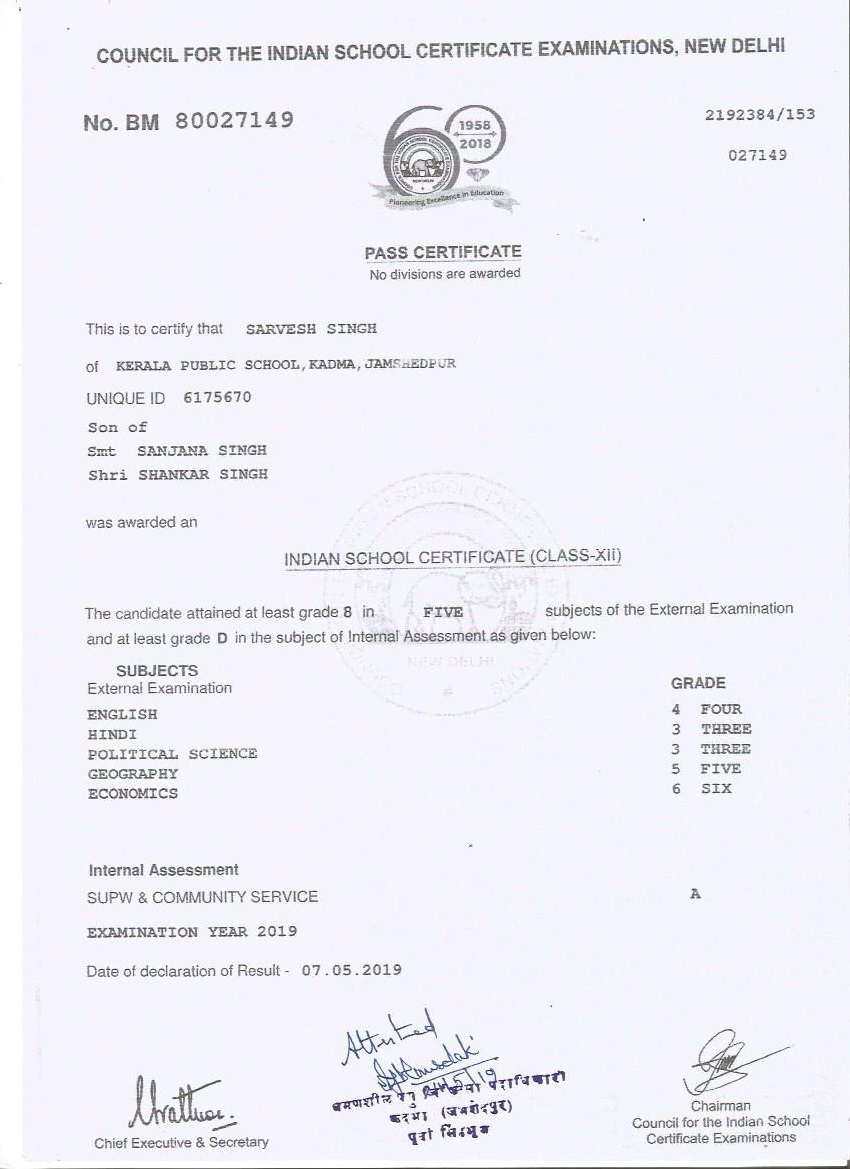 COUNCIL FOR THE INDIAN SCHOOL CERTIFICATE EXAMINATIONS, NEW DELHI
No. BM 80027149
2192384/153
027149
60
1958
2018
NEW DELHI
Pioneering Excellence in Education
PASS CERTIFICATE
No divisions are awarded
This is to certify that SARVESH SINGH
of KERALA PUBLIC SCHOOL,KADMA,JAMSHEDPUR
UNIQUE ID 6175670
Son of
Smt SANJANA SINGH
Shri SHANKAR SINGH
was awarded an
INDIAN SCHOOL CERTIFICATE (CLASS-Xii)
The candidate attained at least grade 8 in FIVE subjects of the External Examination
and at least grade D in the subject of Internal Assessment as given below:
NEW DELHI
SUBJECTS
GRADE
External Examination
ENGLISH 4 FOUR
HINDI 3 THREE
POLITICAL SCIENCE 3 THREE
GEOGRAPHY 5 FIVE
ECONOMICS 6 SIX
Internal Assessment
SUPW & COMMUNITY SERVICE A
EXAMINATION YEAR 2019
Date of declaration of Result - 07.05.2019
Attested
भ्रमणशील पशु पदाधिकारी
कदमा (जमशेदपुर)
पूर्वी सिंहभूम
Chief Executive & Secretary
Chairman
Council for the Indian School
Certificate Examinations